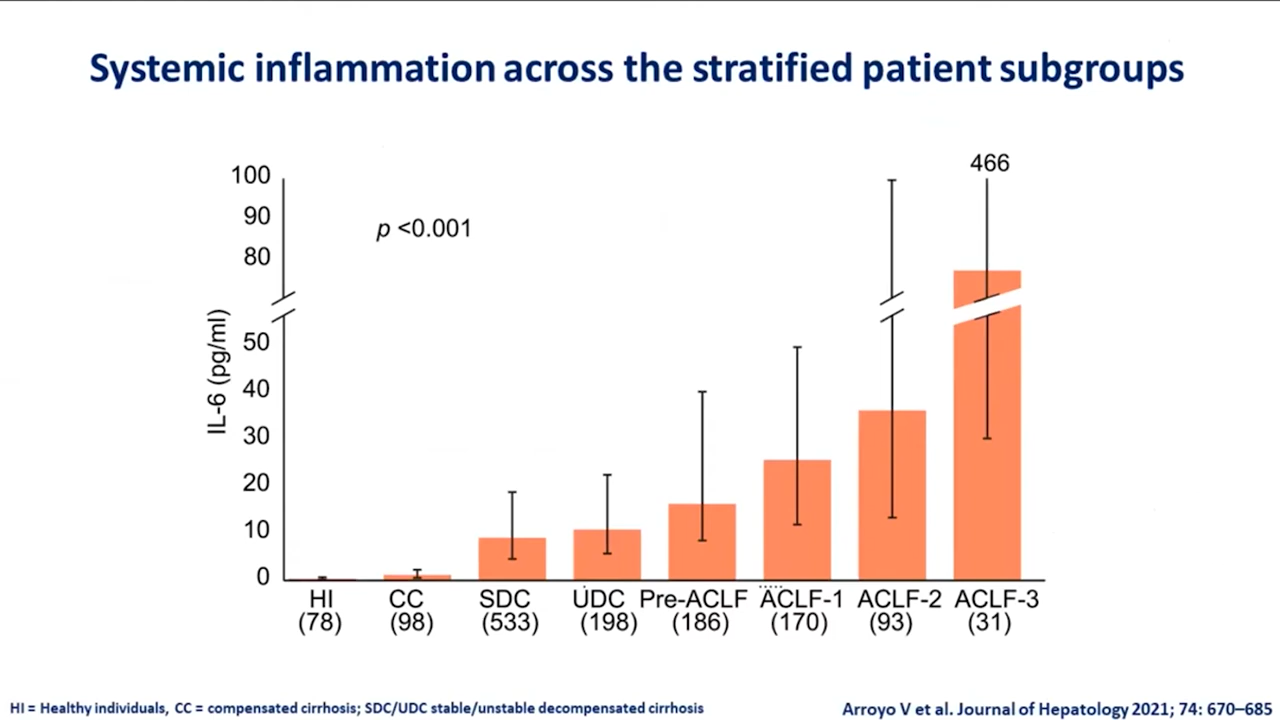 Systemic inflammation across the stratified patient subgroups
466
100
90
80
50
40
30
20
10
0
p <0.001
IL-6 (pg/ml)
HI CC SDC UDC Pre-ACLF ACLF-1 ACLF-2 ACLF-3
(78) (98) (533) (198) (186) (170) (93) (31)
HI = Healthy individuals, CC = compensated cirrhosis; SDC/UDC stable/unstable decompensated cirrhosis
Arroyo V et al. Journal of Hepatology 2021; 74: 670–685